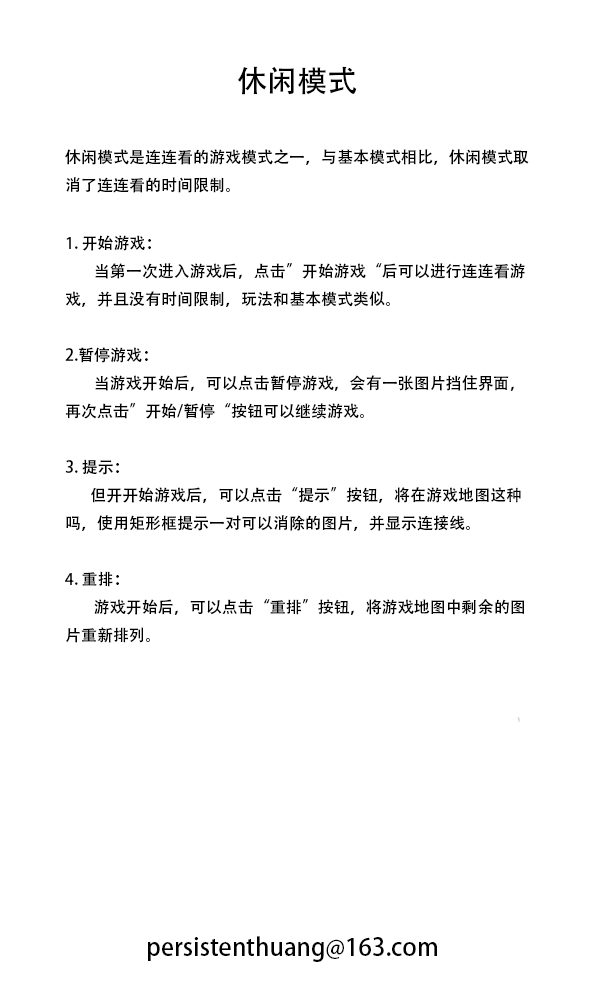 休闲模式
休闲模式是连连看的游戏模式之一，与基本模式相比，休闲模式取
消了连连看的时间限制。
1. 开始游戏：
当第一次进入游戏后，点击”开始游戏“后可以进行连连看游
戏，并且没有时间限制，玩法和基本模式类似。
2.暂停游戏：
当游戏开始后，可以点击暂停游戏，会有一张图片挡住界面，
再次点击”开始/暂停“按钮可以继续游戏。
3. 提示：
但开开始游戏后，可以点击“提示”按钮，将在游戏地图这种
吗，使用矩形框提示一对可以消除的图片，并显示连接线。
4. 重排：
游戏开始后，可以点击“重排”按钮，将游戏地图中剩余的图
片重新排列。
persistenthuang@163.com